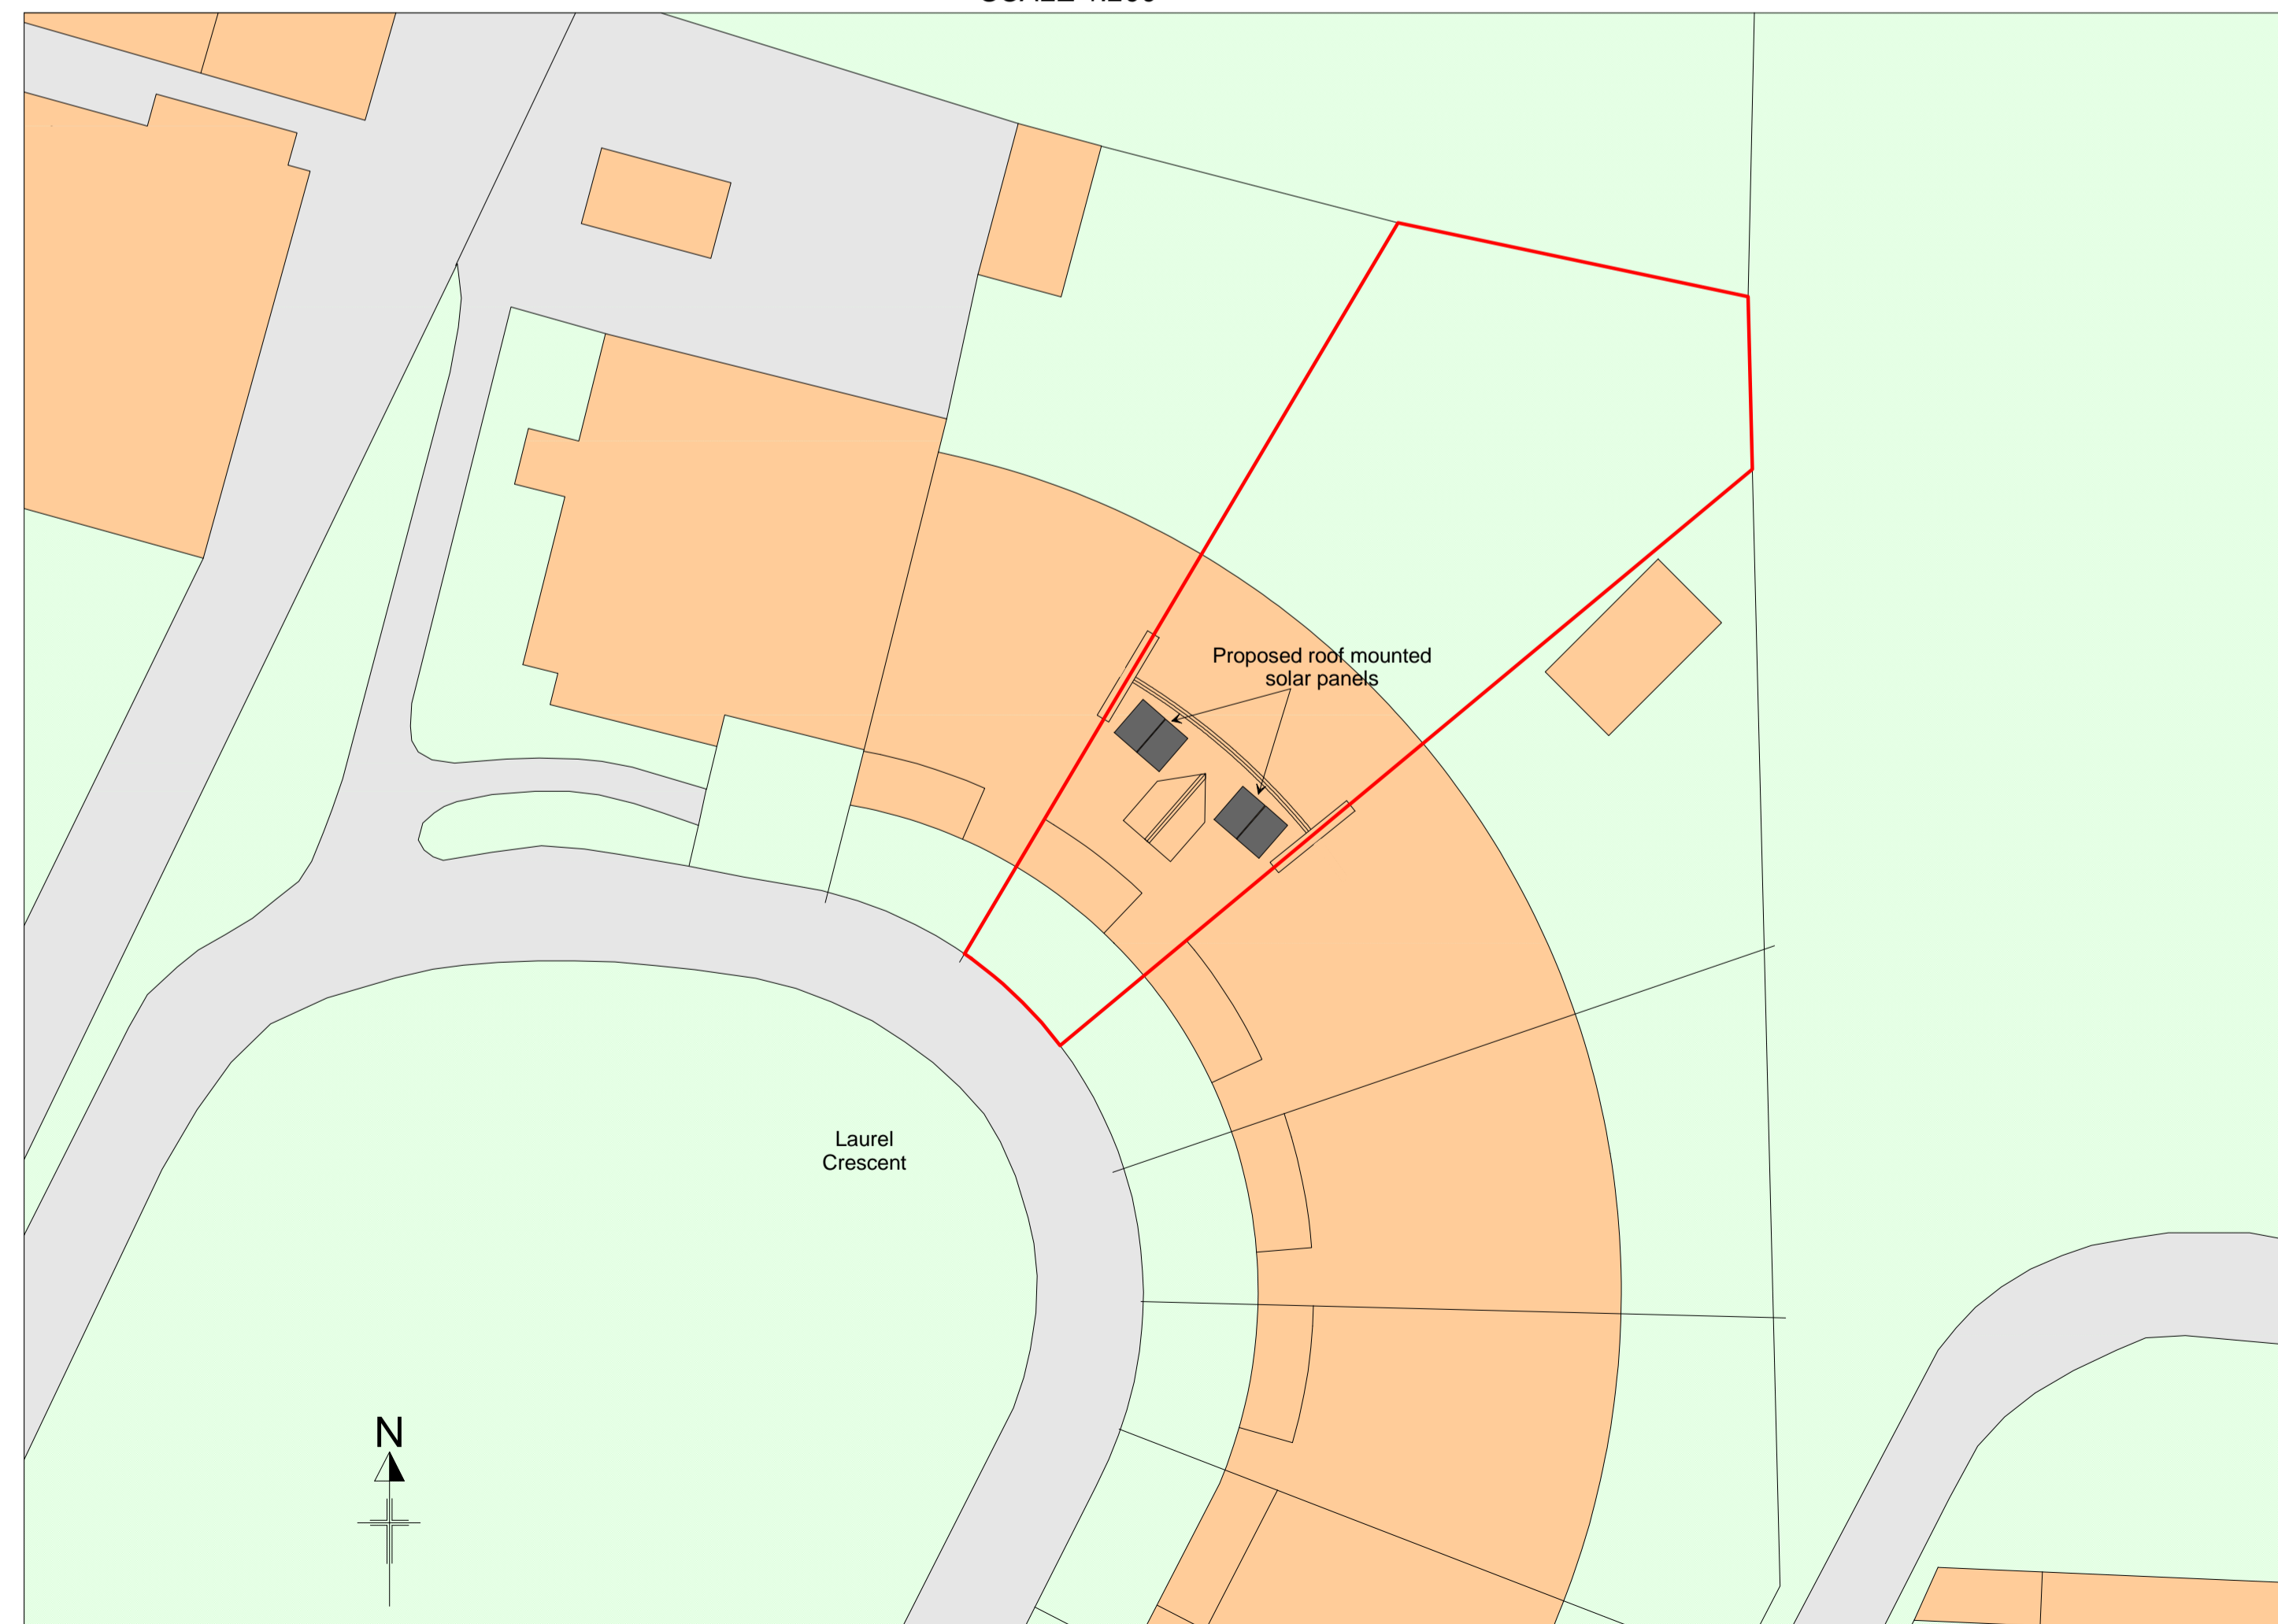 Proposed roof mounted
solar panels
Laurel
Crescent
N